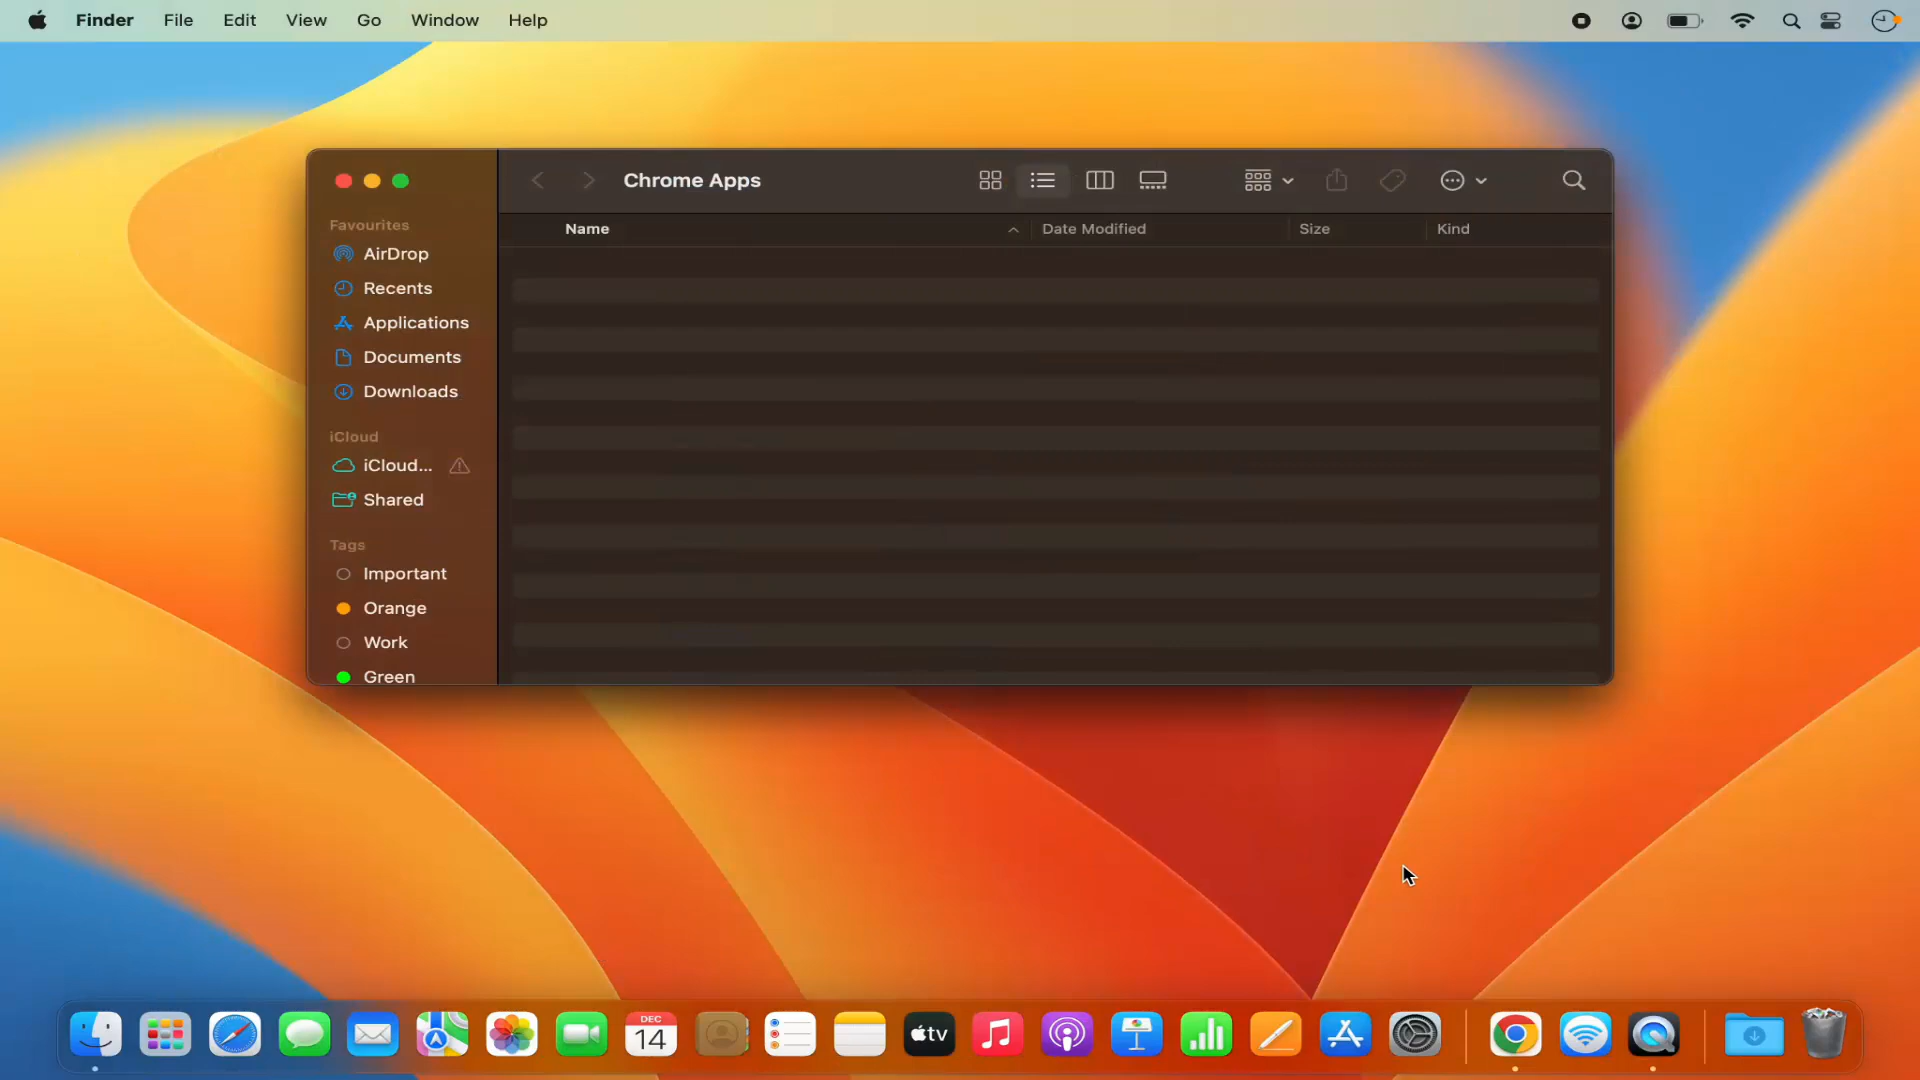 Finder File Edit View Go Window Help
Chrome Apps
Name Date Modified Size Kind
Favourites
AirDrop
Recents
Applications
Documents
Downloads
iCloud
iCloud...
Shared
Tags
Important
Orange
Work
Green
DEC
14
tv